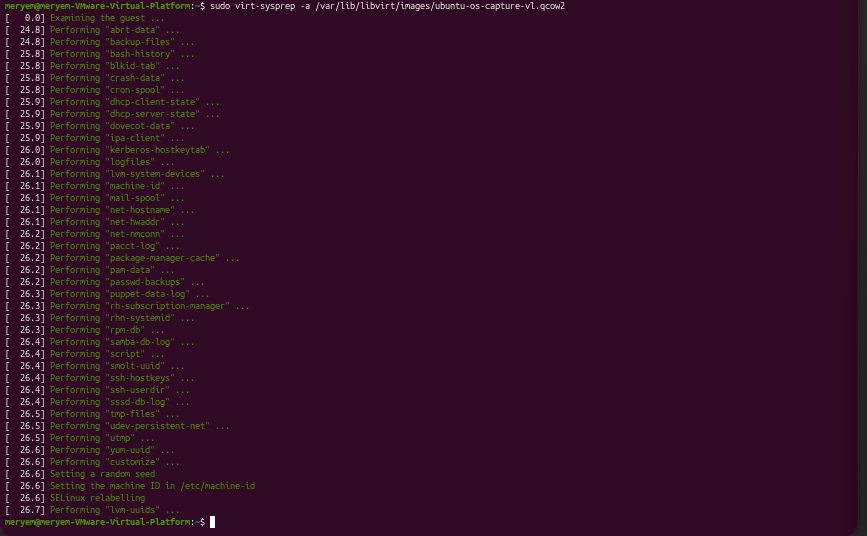 meryem@meryem-VMware-Virtual-Platform:~$ sudo virt-sysprep -a /var/lib/libvirt/images/ubuntu-os-capture-vl.qcow2
[   0.0] Examining the guest ...
[  24.8] Performing "abrt-data" ...
[  24.8] Performing "backup-files" ...
[  25.8] Performing "bash-history" ...
[  25.8] Performing "blkid-tab" ...
[  25.8] Performing "crash-data" ...
[  25.8] Performing "cron-spool" ...
[  25.9] Performing "dhcp-client-state" ...
[  25.9] Performing "dhcp-server-state" ...
[  25.9] Performing "dovecot-data" ...
[  25.9] Performing "ipa-client" ...
[  26.0] Performing "kerberos-hostkeytab" ...
[  26.0] Performing "logfiles" ...
[  26.1] Performing "lvm-system-devices" ...
[  26.1] Performing "machine-id" ...
[  26.1] Performing "mail-spool" ...
[  26.1] Performing "net-hostname" ...
[  26.1] Performing "net-hwaddr" ...
[  26.2] Performing "net-nmconn" ...
[  26.2] Performing "pacct-log" ...
[  26.2] Performing "package-manager-cache" ...
[  26.2] Performing "pam-data" ...
[  26.2] Performing "passwd-backups" ...
[  26.3] Performing "puppet-data-log" ...
[  26.3] Performing "rh-subscription-manager" ...
[  26.3] Performing "rhn-systemid" ...
[  26.3] Performing "rpm-db" ...
[  26.4] Performing "samba-db-log" ...
[  26.4] Performing "script" ...
[  26.4] Performing "smolt-uuid" ...
[  26.4] Performing "ssh-hostkeys" ...
[  26.4] Performing "ssh-userdir" ...
[  26.4] Performing "sssd-db-log" ...
[  26.5] Performing "tmp-files" ...
[  26.5] Performing "udev-persistent-net" ...
[  26.5] Performing "utmp" ...
[  26.6] Performing "yum-uuid" ...
[  26.6] Performing "customize" ...
[  26.6] Setting a random seed
[  26.6] Setting the machine ID in /etc/machine-id
[  26.6] SELinux relabelling
[  26.7] Performing "lvm-uuids" ...
meryem@meryem-VMware-Virtual-Platform:~$